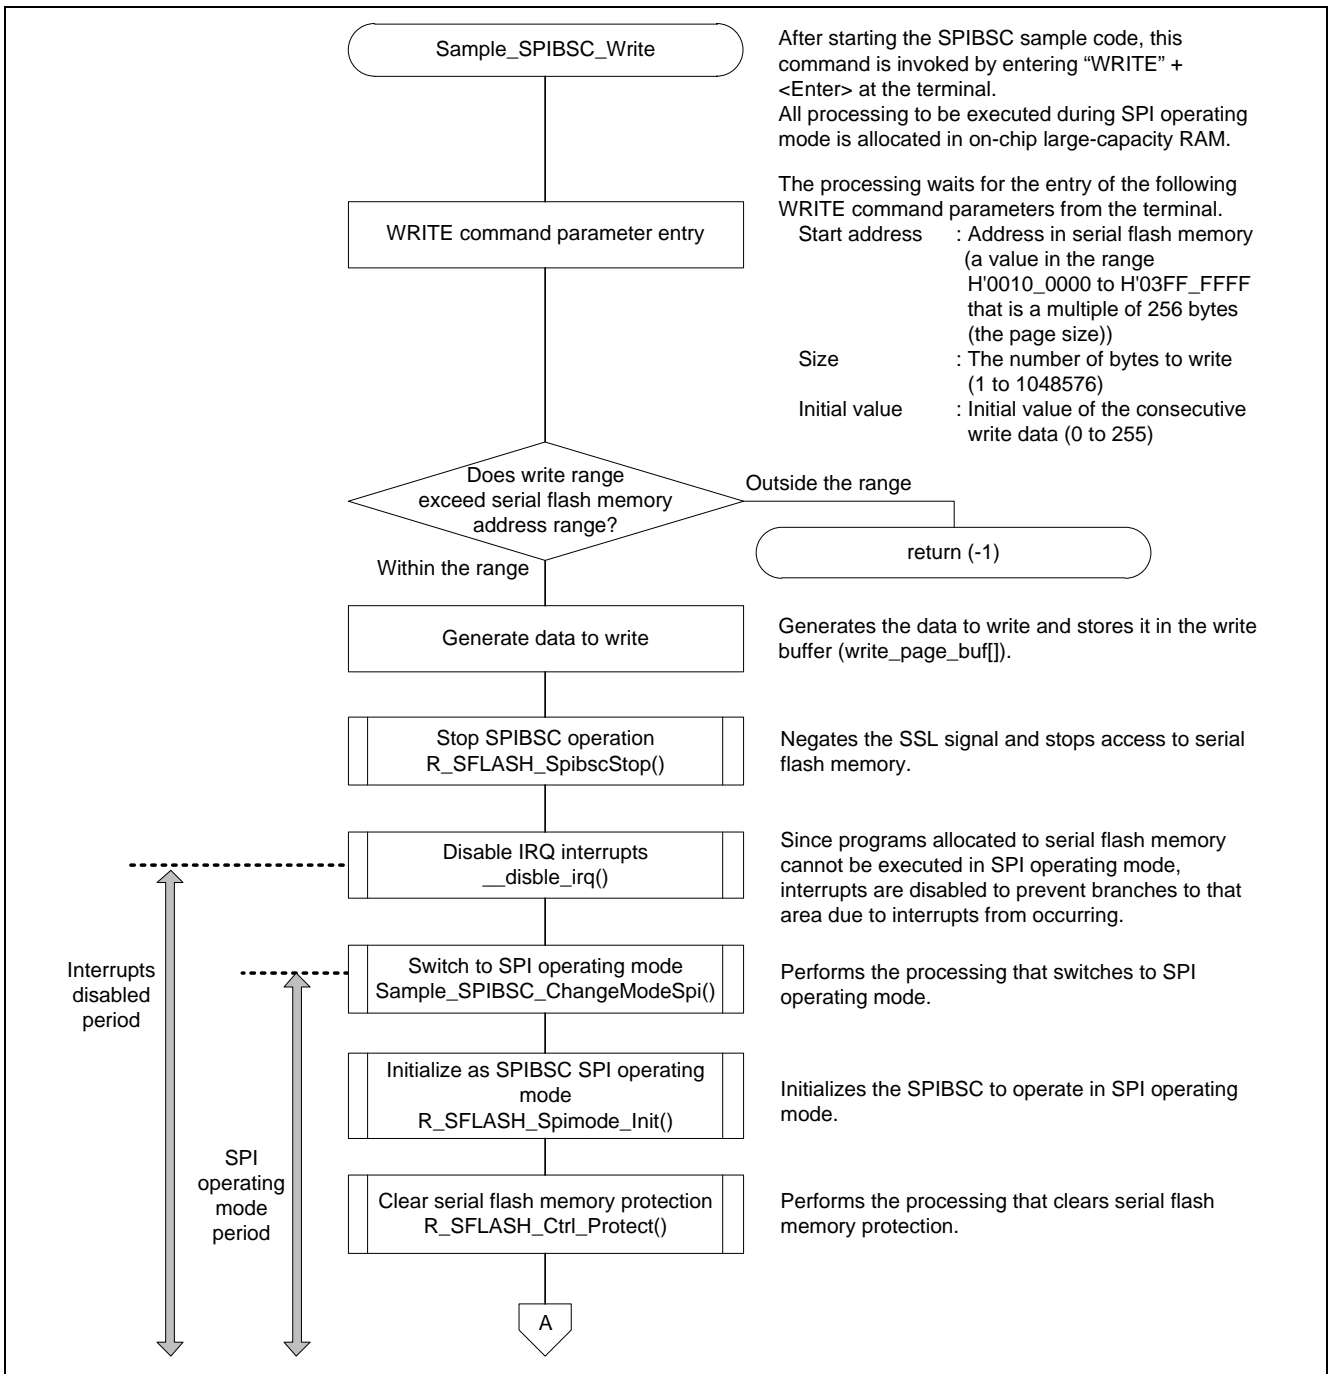 Sample_SPIBSC_Write
After starting the SPIBSC sample code, this
command is invoked by entering “WRITE” +
<Enter> at the terminal.
All processing to be executed during SPI operating
mode is allocated in on-chip large-capacity RAM.
WRITE command parameter entry
The processing waits for the entry of the following
WRITE command parameters from the terminal.
Start address : Address in serial flash memory
(a value in the range
H'0010_0000 to H'03FF_FFFF
that is a multiple of 256 bytes
(the page size))
Size : The number of bytes to write
(1 to 1048576)
Initial value : Initial value of the consecutive
write data (0 to 255)
Does write range
exceed serial flash memory
address range?
Outside the range
return (-1)
Within the range
Generate data to write
Generates the data to write and stores it in the write
buffer (write_page_buf[]).
Stop SPIBSC operation
R_SFLASH_SpibscStop()
Negates the SSL signal and stops access to serial
flash memory.
Disable IRQ interrupts
__disble_irq()
Since programs allocated to serial flash memory
cannot be executed in SPI operating mode,
interrupts are disabled to prevent branches to that
area due to interrupts from occurring.
Interrupts
disabled
period
Switch to SPI operating mode
Sample_SPIBSC_ChangeModeSpi()
Performs the processing that switches to SPI
operating mode.
Initialize as SPIBSC SPI operating
mode
R_SFLASH_Spimode_Init()
Initializes the SPIBSC to operate in SPI operating
mode.
SPI
operating
mode
period
Clear serial flash memory protection
R_SFLASH_Ctrl_Protect()
Performs the processing that clears serial flash
memory protection.
A